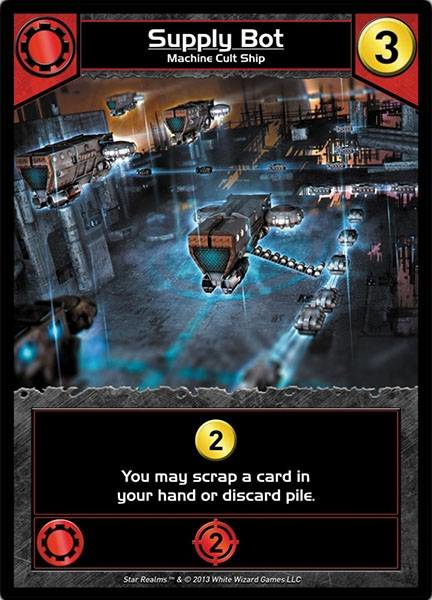 Supply Bot
Machine Cult Ship
3
2
You may scrap a card in
your hand or discard pile.
2
Star Realms™ & © 2013 White Wizard Games LLC